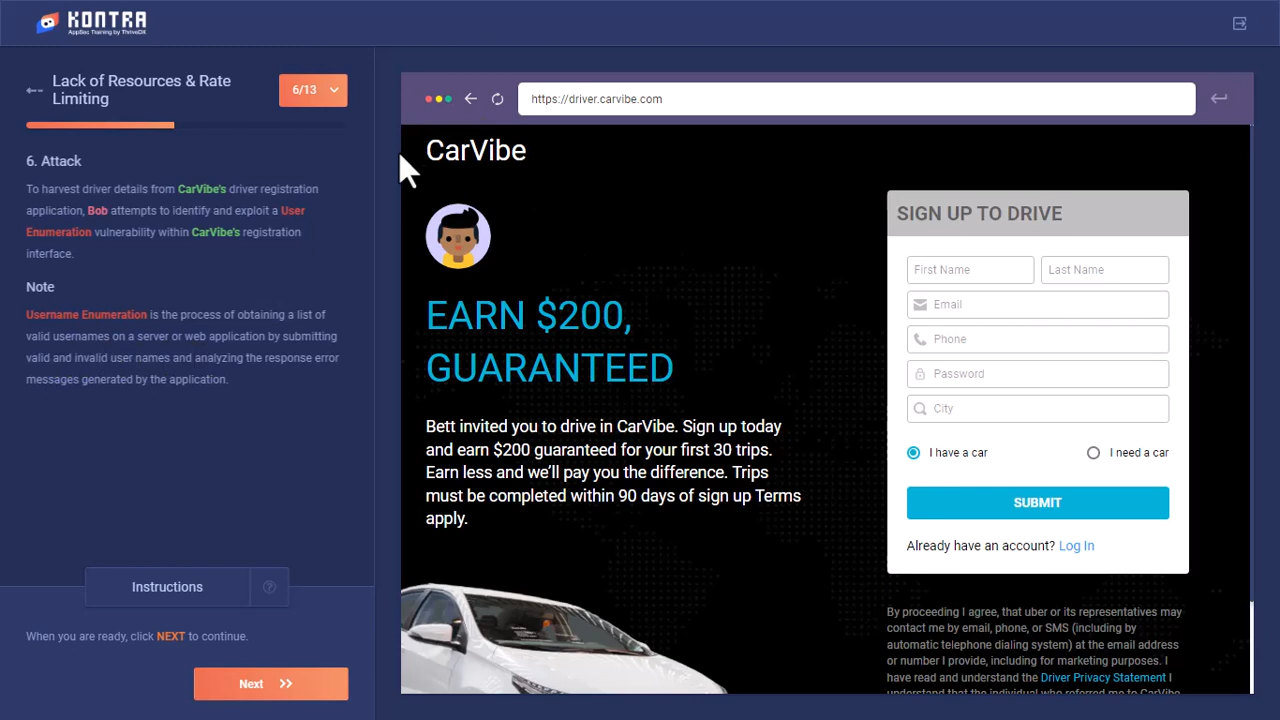 KONTRA
AppSec Training by ThriveDX
Lack of Resources & Rate
Limiting
6/13
6. Attack
To harvest driver details from CarVibe's driver registration
application, Bob attempts to identify and exploit a User
Enumeration vulnerability within CarVibe's registration
interface.
Note
Username Enumeration is the process of obtaining a list of
valid usernames on a server or web application by submitting
valid and invalid user names and analyzing the response error
messages generated by the application.
Instructions
?
When you are ready, click NEXT to continue.
Next
https://driver.carvibe.com
CarVibe
EARN $200,
GUARANTEED
Bett invited you to drive in CarVibe. Sign up today
and earn $200 guaranteed for your first 30 trips.
Earn less and we'll pay you the difference. Trips
must be completed within 90 days of sign up Terms
apply.
SIGN UP TO DRIVE
First Name Last Name
Email
Phone
Password
City
I have a car I need a car
SUBMIT
Already have an account? Log In
By proceeding I agree, that uber or its representatives may
contact me by email, phone, or SMS (including by
automatic telephone dialing system) at the email address
or number I provide, including for marketing purposes. I
have read and understand the Driver Privacy Statement I
understand that the individual who referred me to CarVibe